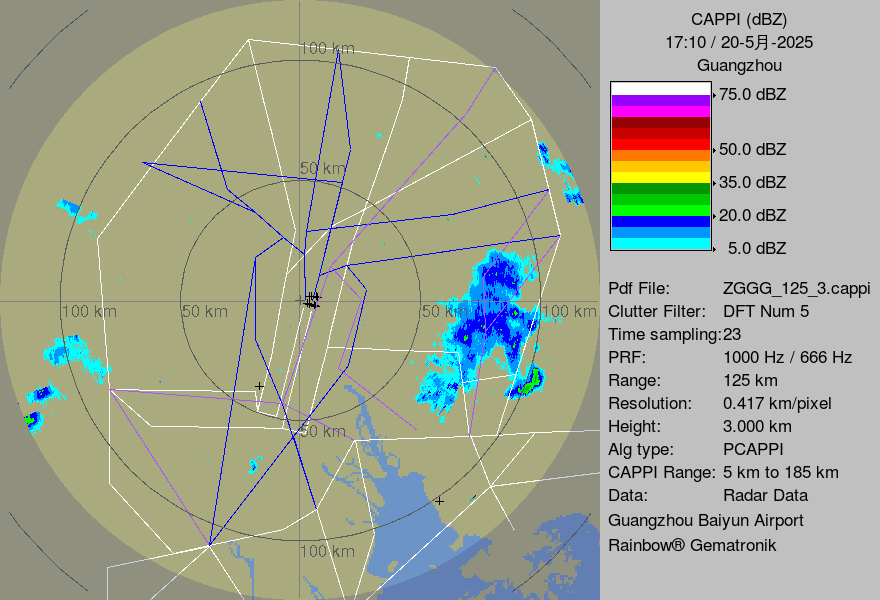 CAPPI (dBZ)
17:10 / 20-5月-2025
Guangzhou
75.0 dBZ
50.0 dBZ
35.0 dBZ
20.0 dBZ
5.0 dBZ
Pdf File: ZGGG_125_3.cappi
Clutter Filter: DFT Num 5
Time sampling:23
PRF: 1000 Hz / 666 Hz
Range: 125 km
Resolution: 0.417 km/pixel
Height: 3.000 km
Alg type: PCAPPI
CAPPI Range: 5 km to 185 km
Data: Radar Data
Guangzhou Baiyun Airport
Rainbow® Gematronik
100 km
50 km
100 km
50 km
50 km
100 km
50 km
100 km